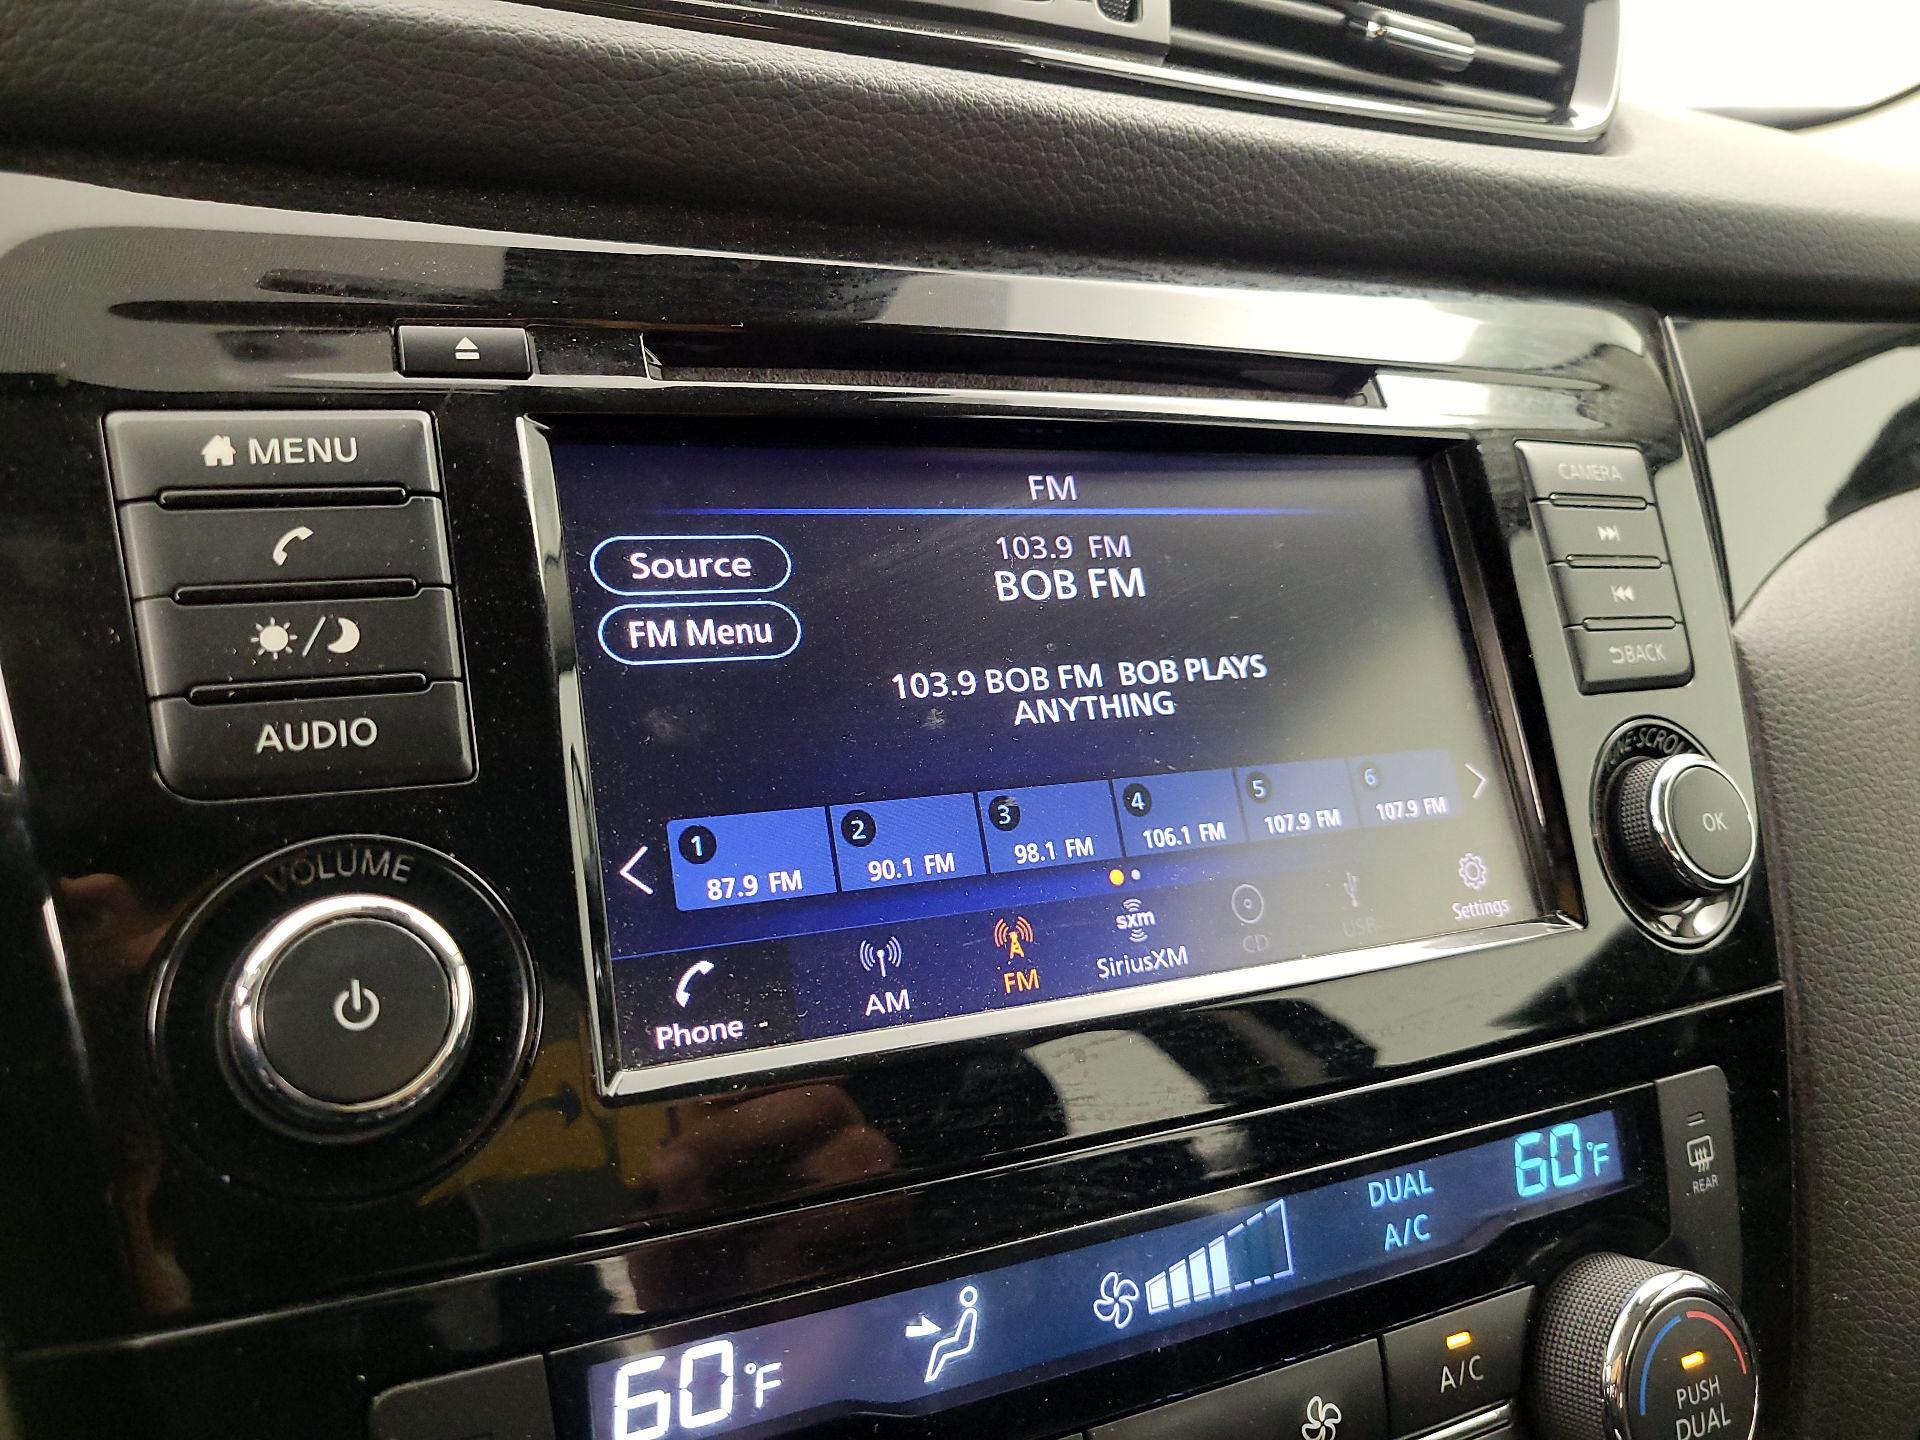 MENU
AUDIO
VOLUME
FM
Source
FM Menu
103.9 FM
BOB FM
103.9 BOB FM BOB PLAYS
ANYTHING
1
87.9 FM
2
90.1 FM
3
98.1 FM
4
106.1 FM
5
107.9 FM
6
107.9 FM
Phone
AM
FM
sxm
SiriusXM
CD
USB
Settings
CAMERA
BACK
TUNE·SCROLL
OK
60°F
DUAL
A/C
60°F
REAR
A/C
PUSH
DUAL